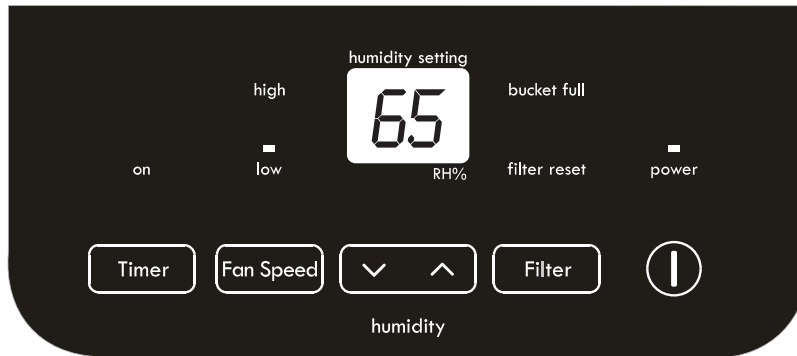 humidity setting
high
65
bucket full
on
low
RH%
filter reset
power
Timer
Fan Speed
Filter
humidity